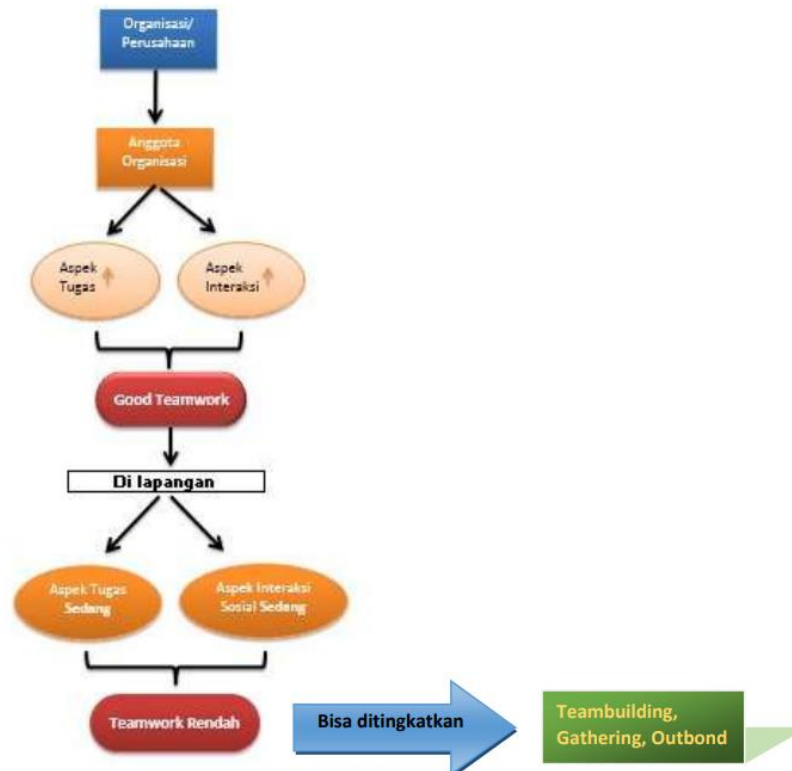 Organisasi/
Perusahaan
Anggota
Organisasi
Aspek
Tugas
Aspek
Interaksi
Good Teamwork
Di lapangan
Aspek Tugas
Sedang
Aspek Interaksi
Sosial Sedang
Teamwork Rendah
Bisa ditingkatkan
Teambuilding,
Gathering, Outbond